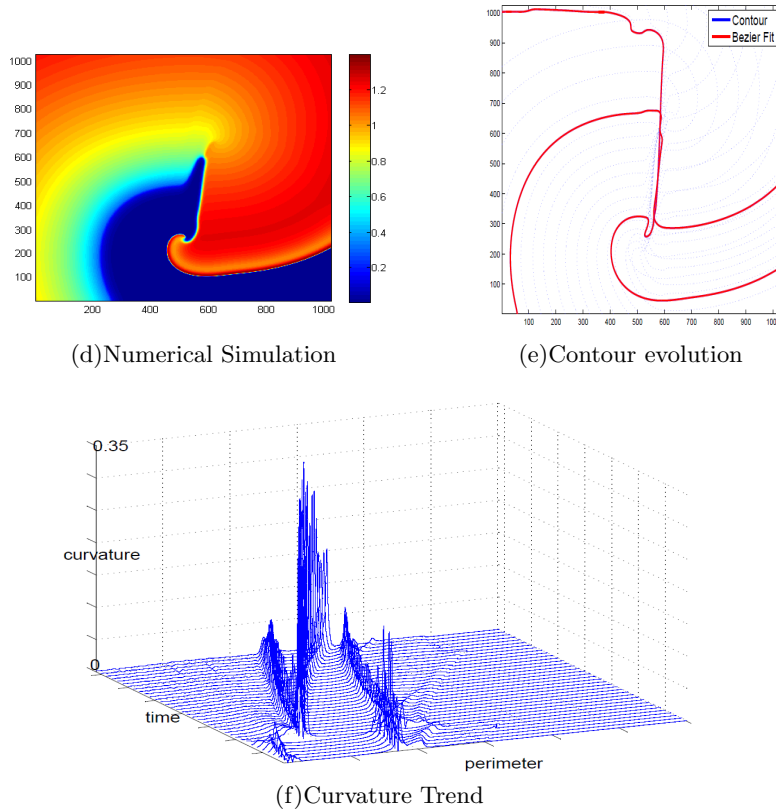 1000
900
800
700
600
500
400
300
200
100
200 400 600 800 1000
1.2
1
0.8
0.6
0.4
0.2
(d)Numerical Simulation
Contour
Bezier Fit
1000
900
800
700
600
500
400
300
200
100
100 200 300 400 500 600 700 800 900 1000
(e)Contour evolution
0.35
curvature
0
time
perimeter
(f)Curvature Trend